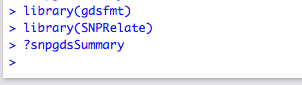 > library(gdsfmt)
> library(SNPRelate)
> ?snpgdsSummary
>